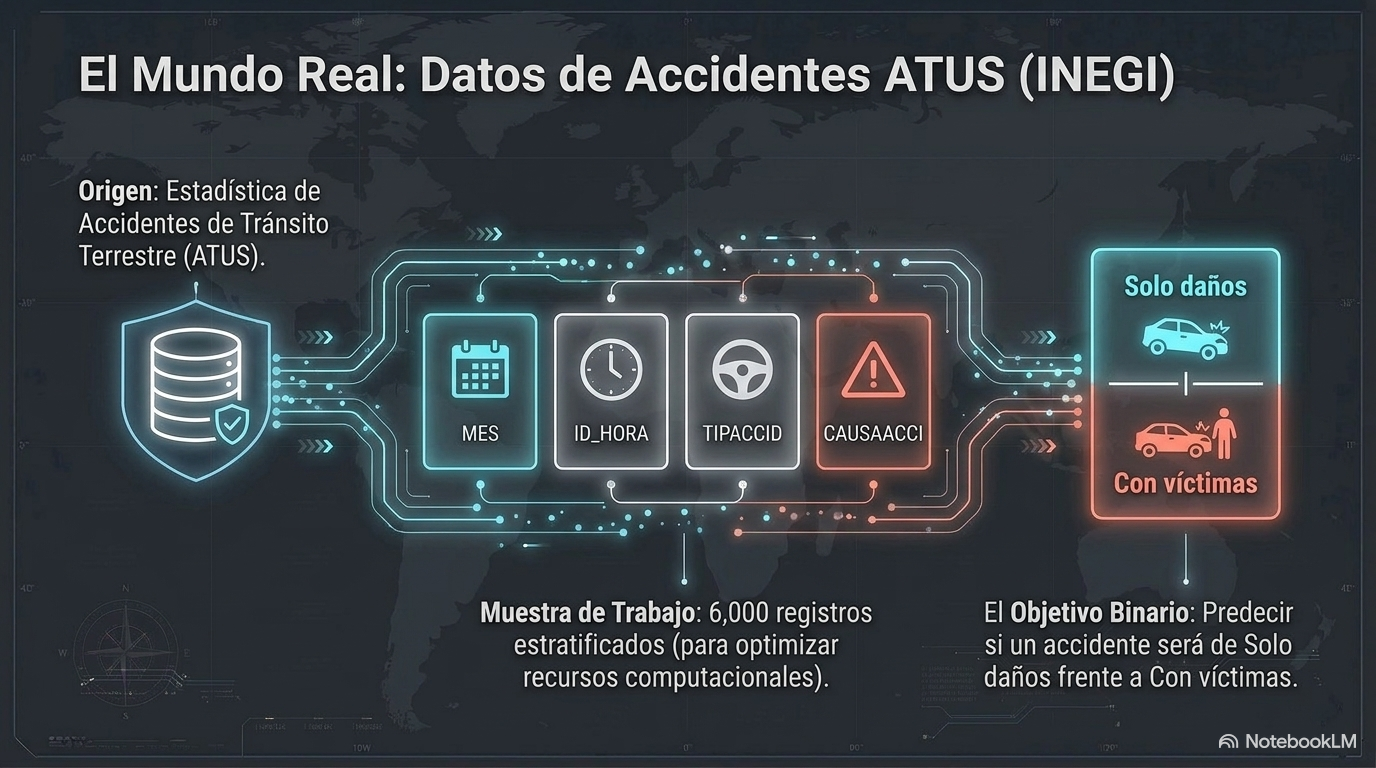 El Mundo Real: Datos de Accidentes ATUS (INEGI)
Origen: Estadística de
Accidentes de Tránsito
Terrestre (ATUS).
MES
ID_HORA
TIPACCID
CAUSAACCI
Solo daños
Con víctimas
Muestra de Trabajo: 6,000 registros
estratificados (para optimizar
recursos computacionales).
El Objetivo Binario: Predecir
si un accidente será de Solo
daños frente a Con víctimas.
N
W
E
S
NotebookLM